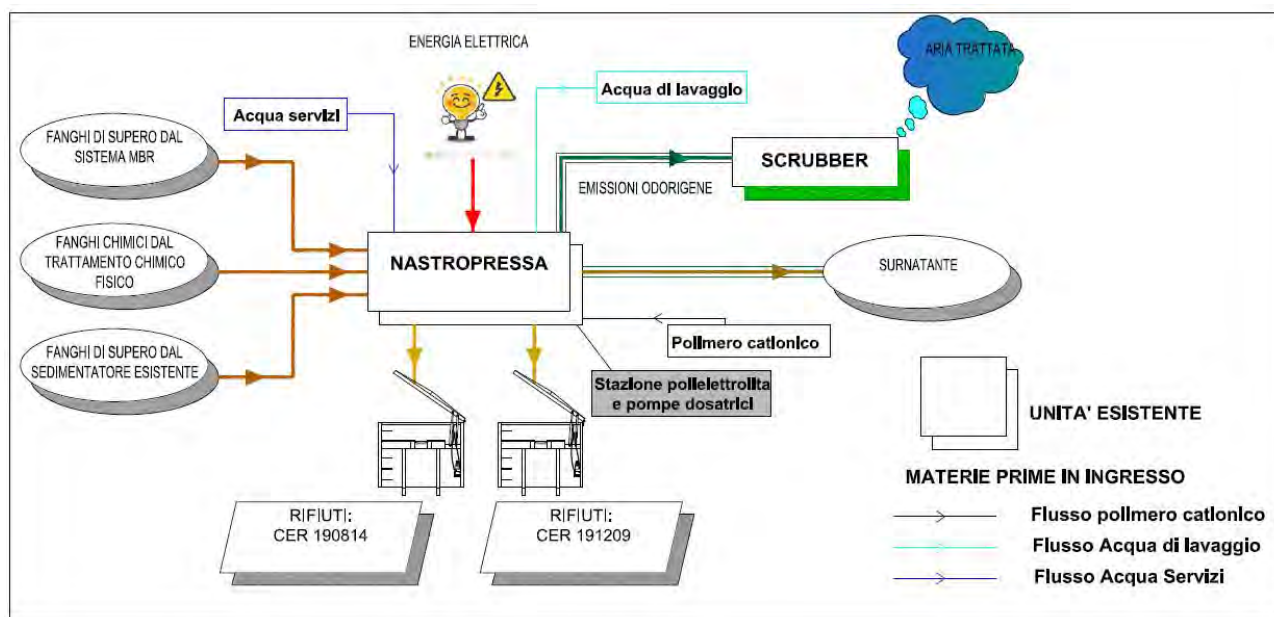 ENERGIA ELETTRICA
ARIA TRATTATA
Acqua di lavaggio
Acqua servizi
FANGHI DI SUPERO DAL
SISTEMA MBR
SCRUBBER
EMISSIONI ODORIGENE
FANGHI CHIMICI DAL
TRATTAMENTO CHIMICO
FISICO
NASTROPRESSA
SURNATANTE
Polimero cationico
FANGHI DI SUPERO DAL
SEDIMENTATORE ESISTENTE
Stazione polielettrolita
e pompe dosatrici
UNITA' ESISTENTE
MATERIE PRIME IN INGRESSO
RIFIUTI:
CER 190814
RIFIUTI:
CER 191209
Flusso polimero cationico
Flusso Acqua di lavaggio
Flusso Acqua Servizi